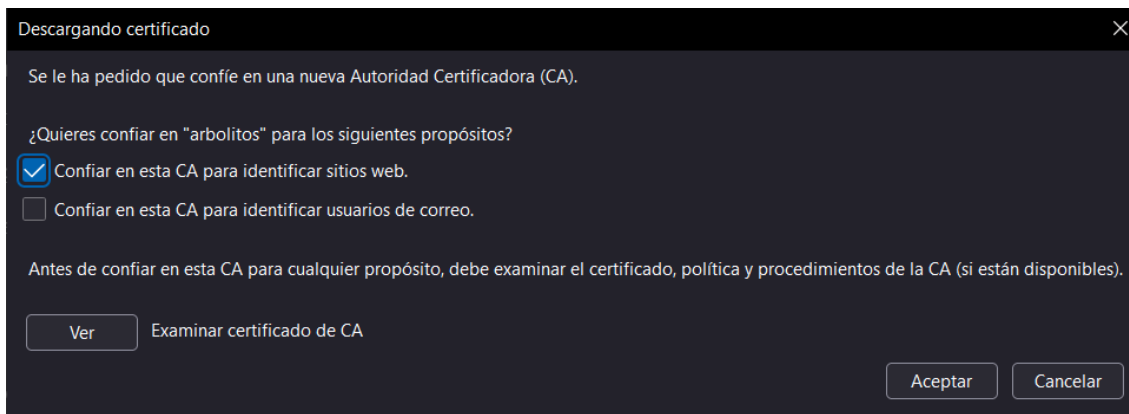 Descargando certificado
Se le ha pedido que confíe en una nueva Autoridad Certificadora (CA).
¿Quieres confiar en "arbolitos" para los siguientes propósitos?
Confiar en esta CA para identificar sitios web.
Confiar en esta CA para identificar usuarios de correo.
Antes de confiar en esta CA para cualquier propósito, debe examinar el certificado, política y procedimientos de la CA (si están disponibles).
Ver Examinar certificado de CA
Aceptar Cancelar